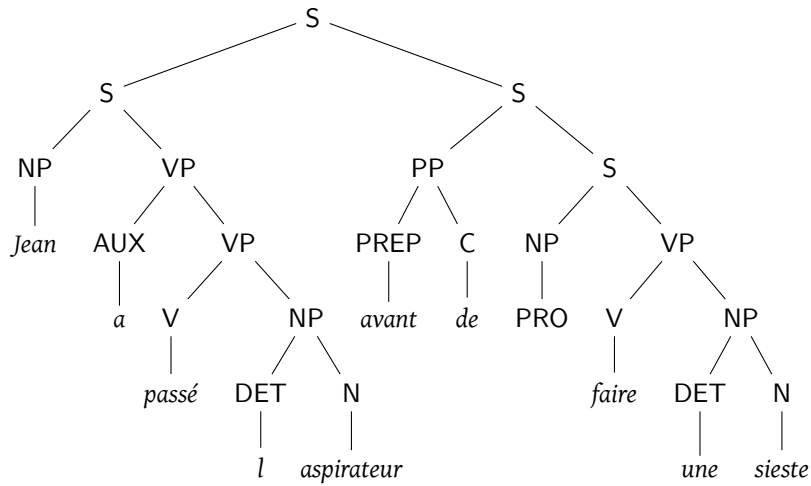 S
S S
NP VP PP S
Jean AUX VP PREP C NP VP
a V NP avant de PRO V NP
passé DET N faire DET N
l aspirateur une sieste